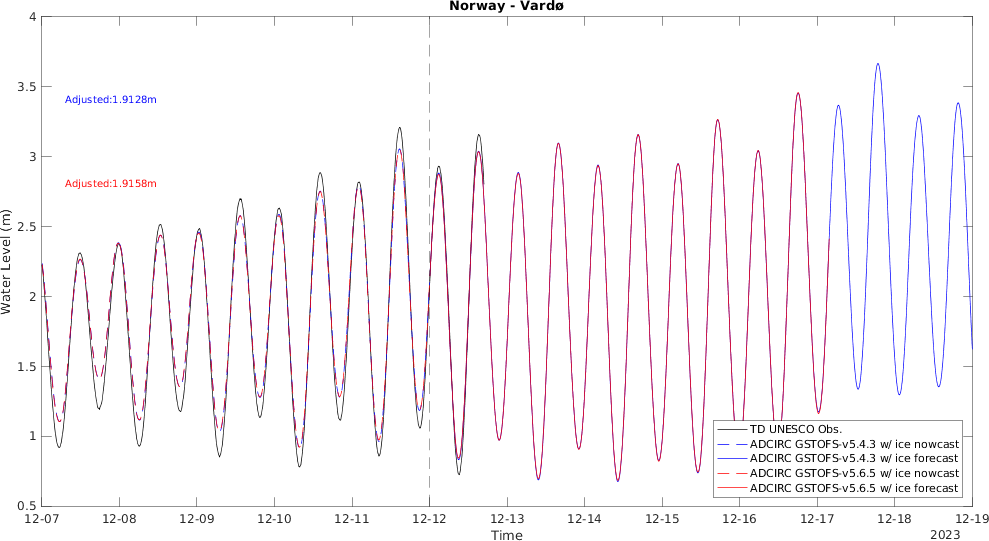 Norway - Vardø
4
3.5
3
2.5
2
1.5
1
0.5
Water Level (m)
Adjusted:1.9128m
Adjusted:1.9158m
TD UNESCO Obs.
ADCIRC GSTOFS-v5.4.3 w/ ice nowcast
ADCIRC GSTOFS-v5.4.3 w/ ice forecast
ADCIRC GSTOFS-v5.6.5 w/ ice nowcast
ADCIRC GSTOFS-v5.6.5 w/ ice forecast
12-07 12-08 12-09 12-10 12-11 12-12 12-13 12-14 12-15 12-16 12-17 12-18 12-19
Time
2023